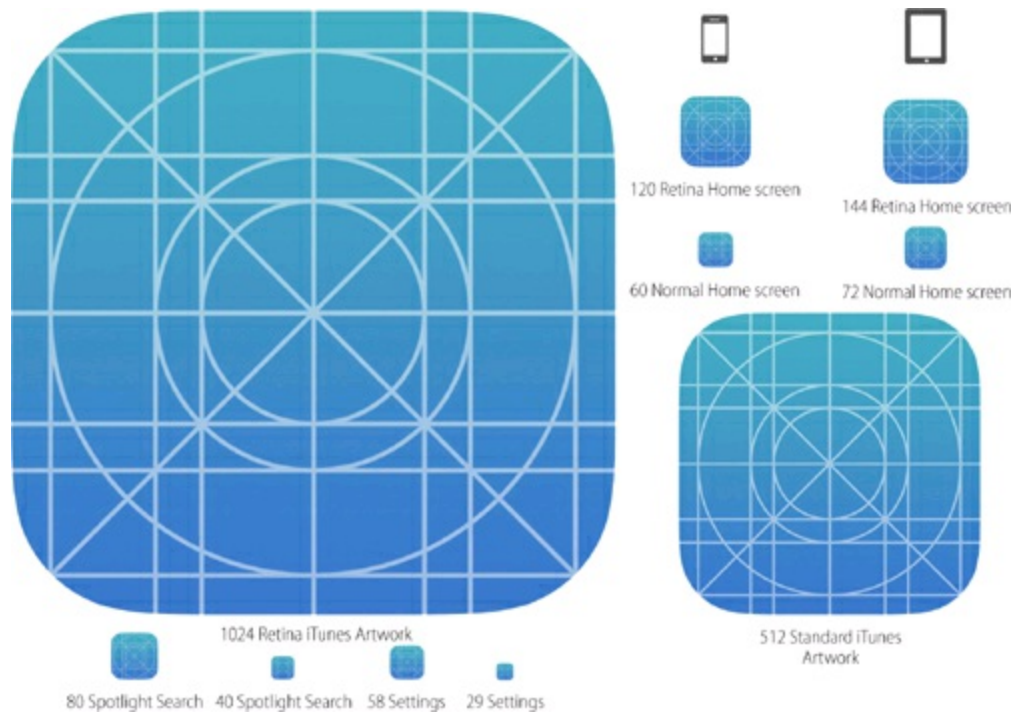 120 Retina Home screen
144 Retina Home screen
60 Normal Home screen
72 Normal Home screen
1024 Retina iTunes Artwork
512 Standard iTunes
Artwork
80 Spotlight Search
40 Spotlight Search
58 Settings
29 Settings